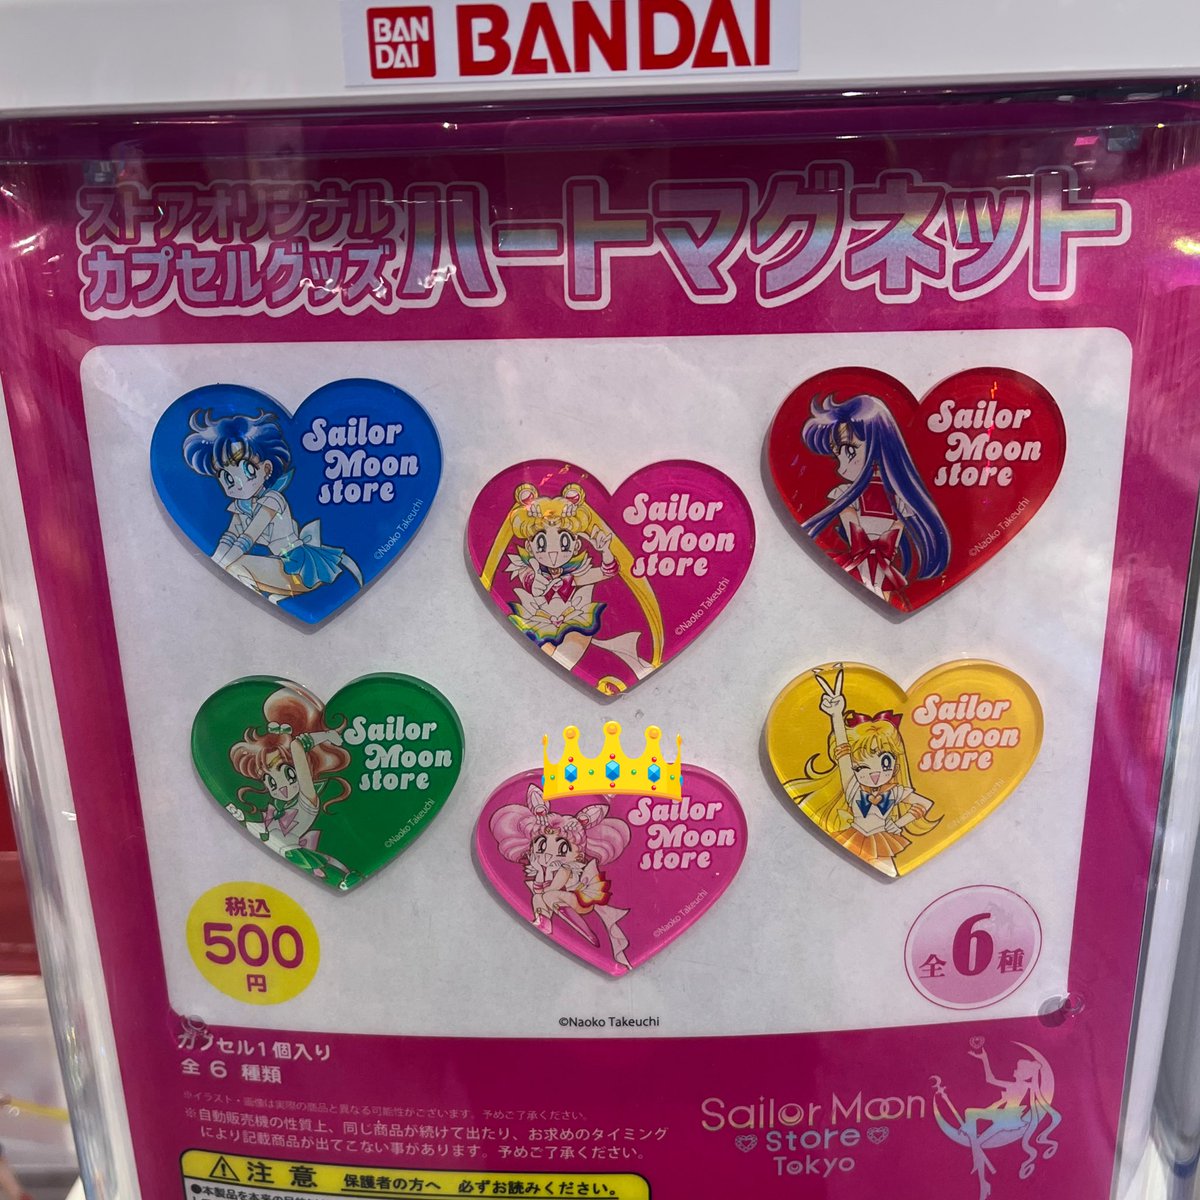 BAN
DAI
BANDAI
ストアオリジナル
カプセルグッズ
ハートマグネット
Sailor
Moon
store
©Naoko Takeuchi
Sailor
Moon
store
©Naoko Takeuchi
Sailor
Moon
store
©Naoko Takeuchi
Sailor
Moon
store
©Naoko Takeuchi
Sailor
Moon
store
©Naoko Takeuchi
Sailor
Moon
store
©Naoko Takeuchi
税込
500
円
全6種
©Naoko Takeuchi
カプセル1個入り
全 6 種類
※イラスト・画像は実際の商品と異なる可能性がございます。予めご了承ください。
※自動販売機の性質上、同じ商品が続けて出たり、お求めのタイミング
により記載商品が出てこない事があります。予めご了承ください。
Sailor Moon
store
Tokyo
注 意 保護者の方へ 必ずお読みください。